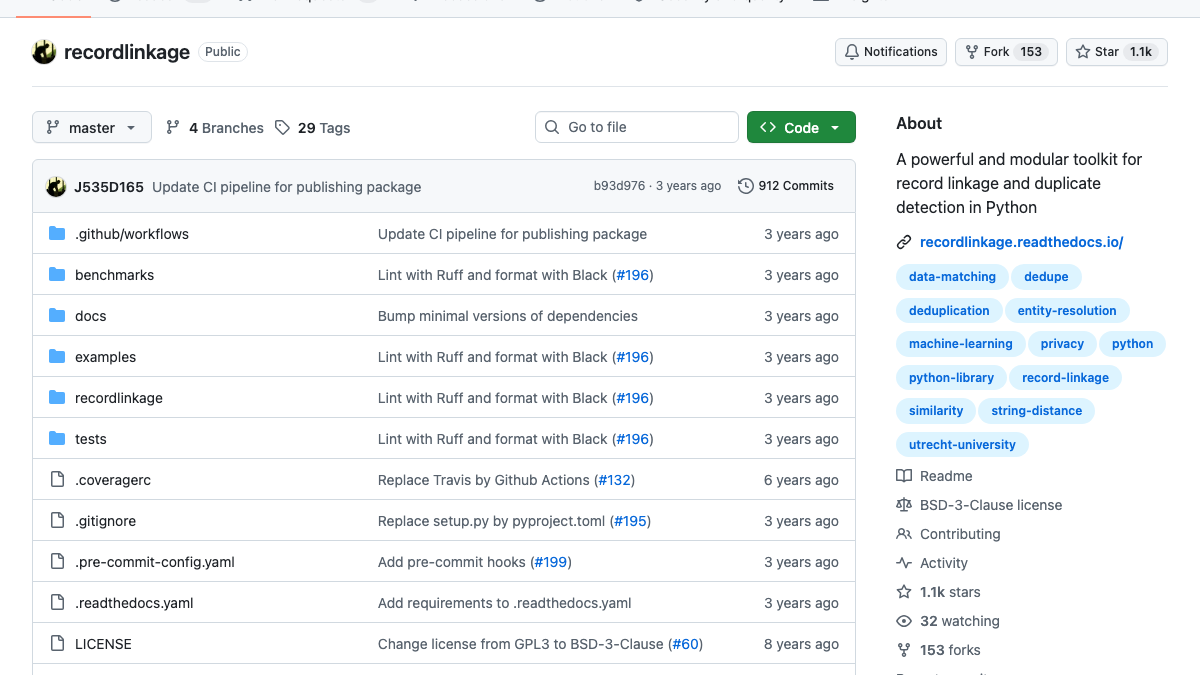 recordlinkage Public Notifications Fork 153 Star 1.1k
master 4 Branches 29 Tags Go to file Code
J535D165 Update CI pipeline for publishing package b93d976 · 3 years ago 912 Commits
.github/workflows Update CI pipeline for publishing package 3 years ago
benchmarks Lint with Ruff and format with Black (#196) 3 years ago
docs Bump minimal versions of dependencies 3 years ago
examples Lint with Ruff and format with Black (#196) 3 years ago
recordlinkage Lint with Ruff and format with Black (#196) 3 years ago
tests Lint with Ruff and format with Black (#196) 3 years ago
.coveragerc Replace Travis by Github Actions (#132) 6 years ago
.gitignore Replace setup.py by pyproject.toml (#195) 3 years ago
.pre-commit-config.yaml Add pre-commit hooks (#199) 3 years ago
.readthedocs.yaml Add requirements to .readthedocs.yaml 3 years ago
LICENSE Change license from GPL3 to BSD-3-Clause (#60) 8 years ago
About
A powerful and modular toolkit for
record linkage and duplicate
detection in Python
recordlinkage.readthedocs.io/
data-matching dedupe
deduplication entity-resolution
machine-learning privacy python
python-library record-linkage
similarity string-distance
utrecht-university
Readme
BSD-3-Clause license
Contributing
Activity
1.1k stars
32 watching
153 forks